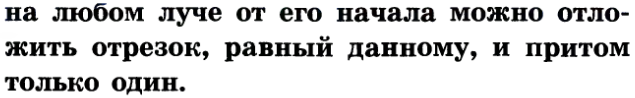 на любом луче от его начала можно отло-
жить отрезок, равный данному, и притом
только один.